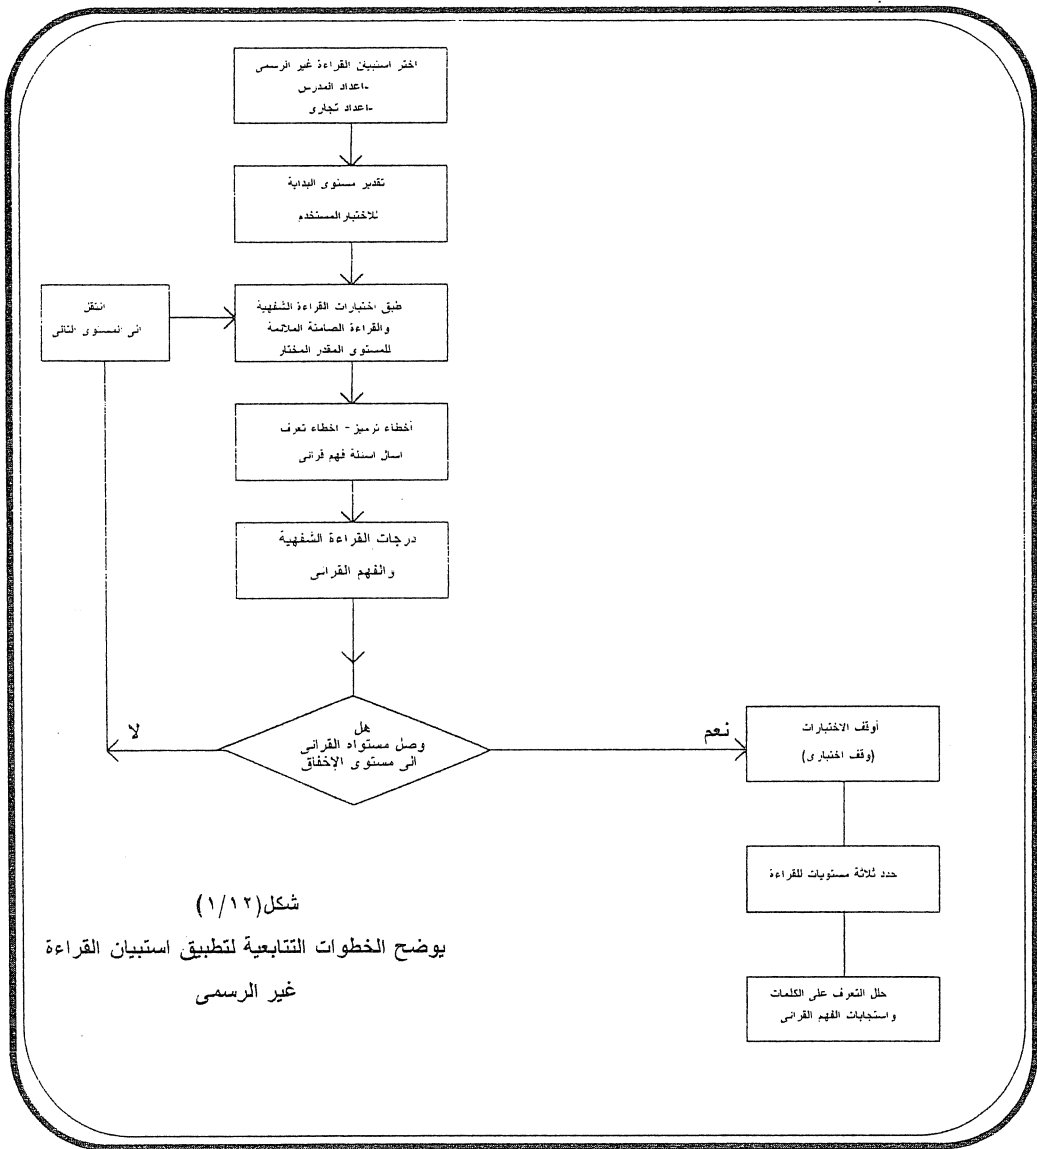 اختر استبيان القراءة غير الرسمى
-اعداد المدرس
-اعداد تجارى
تقدير مستوى البداية
للاختبار المستخدم
طبق اختبارات القراءة الشفهية
والقراءة الصامتة الملائمة
للمستوى المقدر المختار
انتقل
الى المستوى التالى
أخطاء ترميز - اخطاء تعرف
اسال اسئلة فهم قرائى
درجات القراءة الشفهية
والفهم القرائى
هل
وصل مستواه القرائى
الى مستوى الإخفاق
لا
نعم
أوقف الاختبارات
(وقف اختبارى)
حدد ثلاثة مستويات للقراءة
حلل التعرف على الكلمات
واستجابات الفهم القرائى
شكل(١/١٢)
يوضح الخطوات التتابعية لتطبيق استبيان القراءة
غير الرسمى